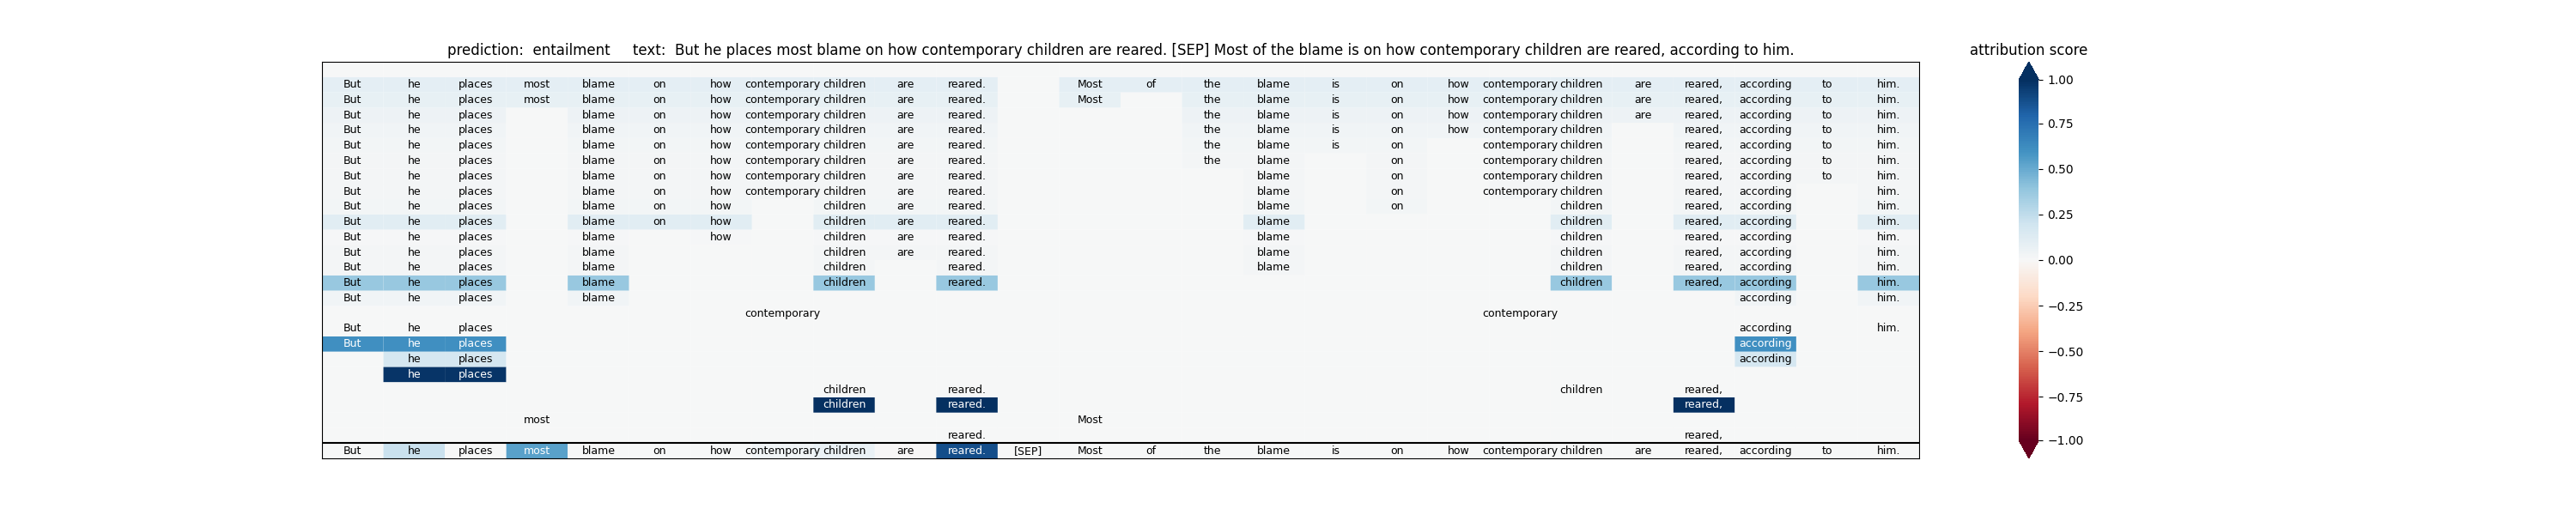 prediction: entailment text: But he places most blame on how contemporary children are reared. [SEP] Most of the blame is on how contemporary children are reared, according to him.
attribution score
But he places most blame on how contemporary children are reared. Most of the blame is on how contemporary children are reared, according to him.
But he places most blame on how contemporary children are reared. Most the blame is on how contemporary children are reared, according to him.
But he places blame on how contemporary children are reared. the blame is on how contemporary children are reared, according to him.
But he places blame on how contemporary children are reared. the blame is on how contemporary children reared, according to him.
But he places blame on how contemporary children are reared. the blame is on contemporary children reared, according to him.
But he places blame on how contemporary children are reared. the blame on contemporary children reared, according to him.
But he places blame on how contemporary children are reared. blame on contemporary children reared, according to him.
But he places blame on how contemporary children are reared. blame on contemporary children reared, according him.
But he places blame on how children are reared. blame on children reared, according him.
But he places blame on how children are reared. blame children reared, according him.
But he places blame how children are reared. blame children reared, according him.
But he places blame children are reared. blame children reared, according him.
But he places blame children reared. blame children reared, according him.
But he places blame children reared. children reared, according him.
But he places blame according him.
contemporary contemporary
But he places according him.
But he places according
he places according
he places
children reared. children reared,
children reared. reared,
most Most
reared. reared,
But he places most blame on how contemporary children are reared. [SEP] Most of the blame is on how contemporary children are reared, according to him.
1.00
0.75
0.50
0.25
0.00
−0.25
−0.50
−0.75
−1.00